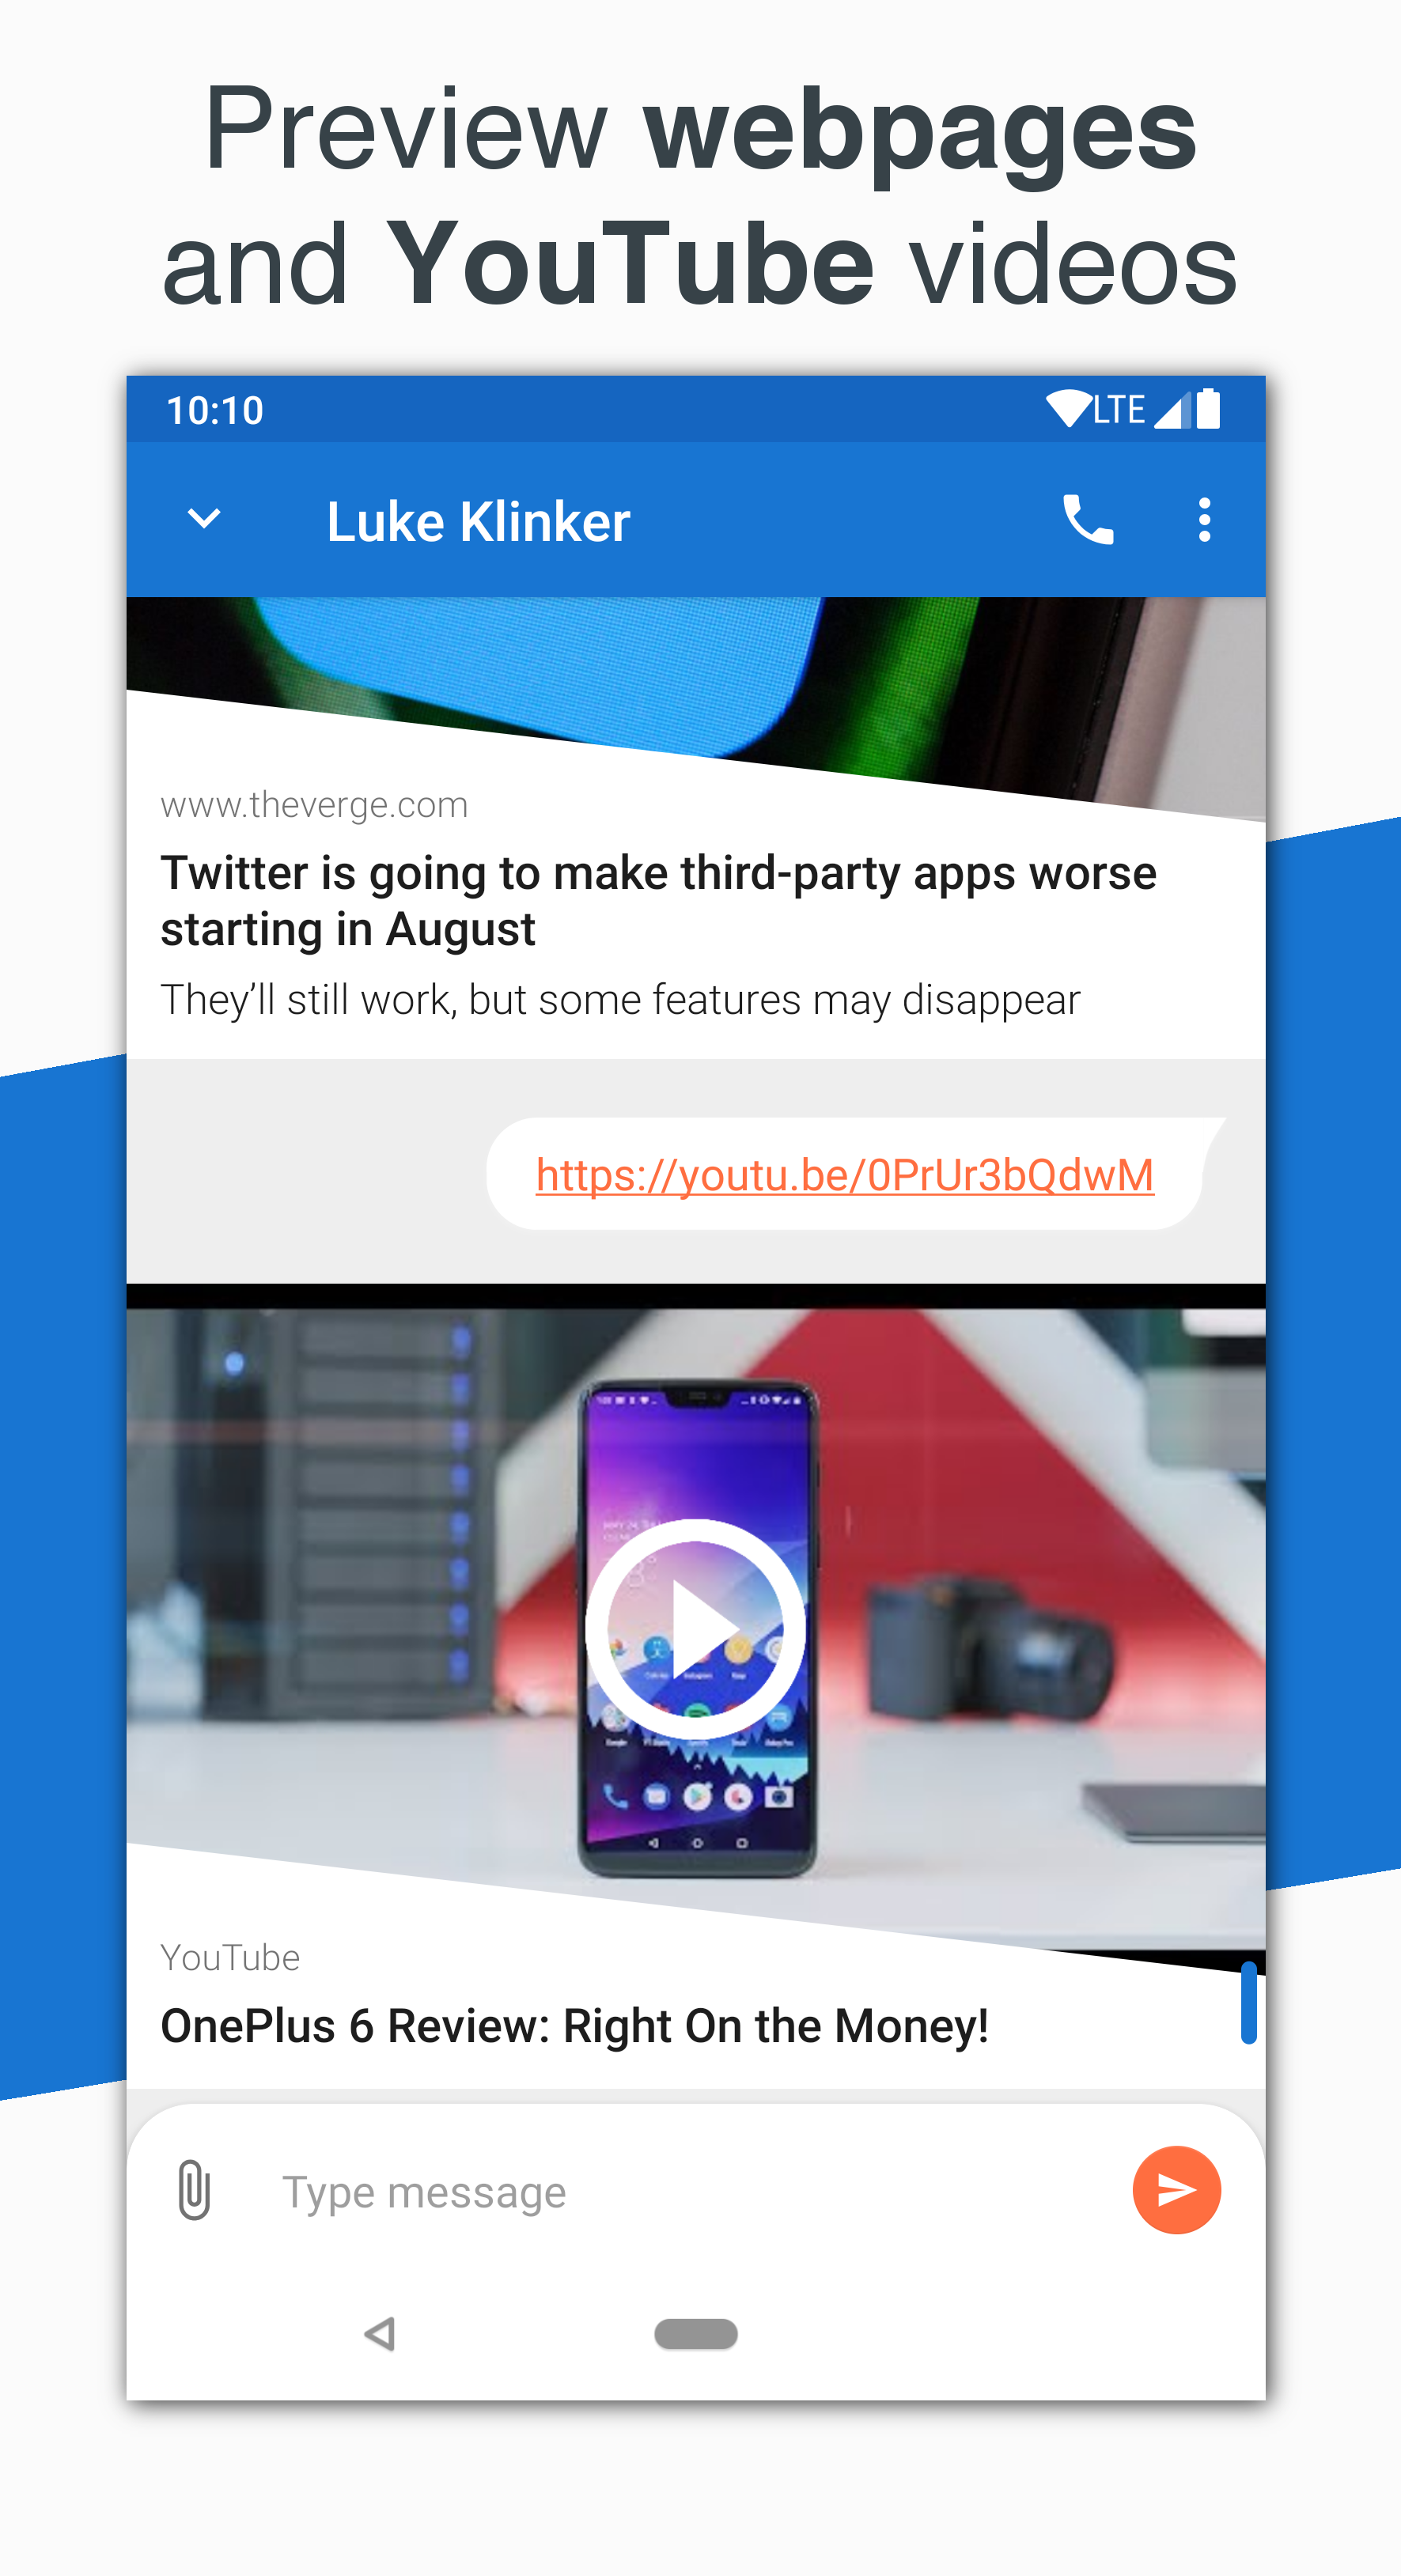 Preview webpages
and YouTube videos
10:10
LTE
Luke Klinker
www.theverge.com
Twitter is going to make third-party apps worse
starting in August
They’ll still work, but some features may disappear
https://youtu.be/0PrUr3bQdwM
YouTube
OnePlus 6 Review: Right On the Money!
Type message